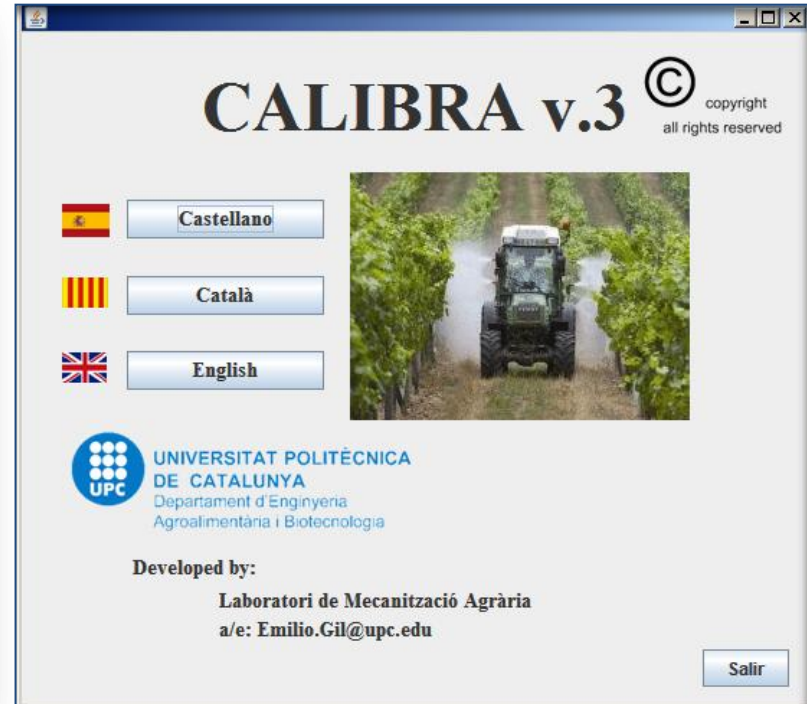 CALIBRA v.3 ©
copyright
all rights reserved
Castellano
Català
English
UPC
UNIVERSITAT POLITÈCNICA
DE CATALUNYA
Departament d'Enginyeria
Agroalimentària i Biotecnologia
Developed by:
Laboratori de Mecanització Agrària
a/e: Emilio.Gil@upc.edu
Salir